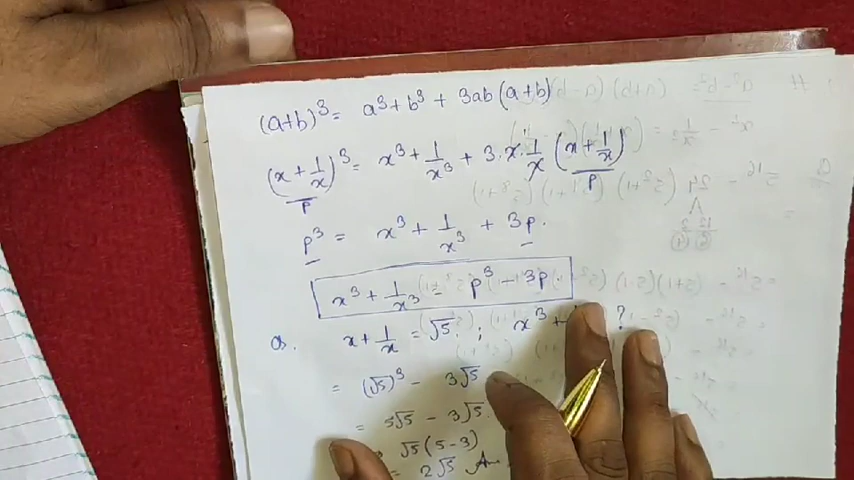 (a+b)³ = a³+b³ + 3ab(a+b)
(x+1/x)³ = x³+1/x³ + 3·x·1/x (x+1/x)
p p
p³ = x³+1/x³ + 3p.
x³+1/x³ = p³ - 3p.
Q. x+1/x = √5 ; x³+ ?
= (√5)³ - 3√5
= 5√5 - 3√5
√5(5-3)
= 2√5 Ans